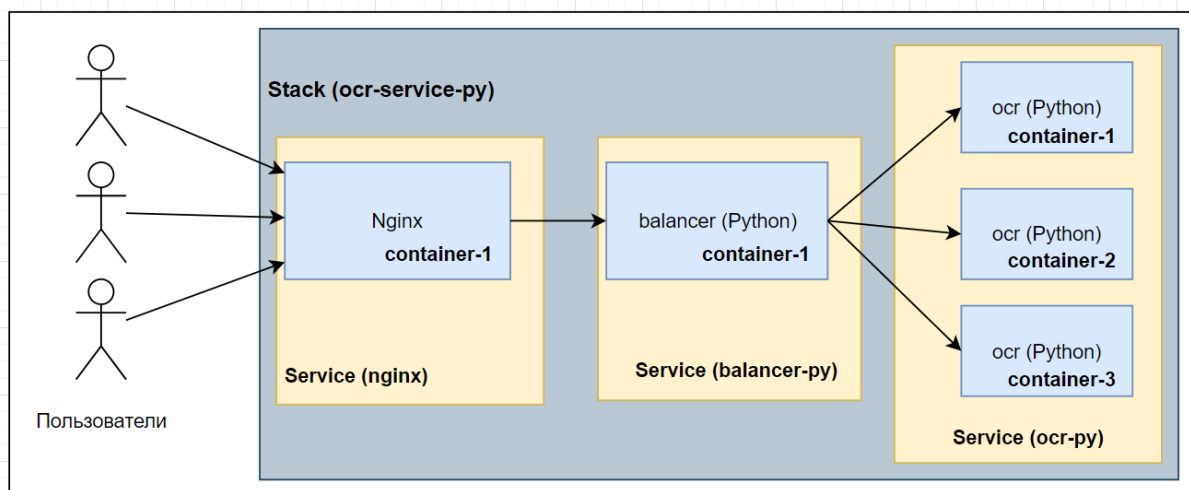 Stack (ocr-service-py)
Nginx
container-1
Service (nginx)
balancer (Python)
container-1
Service (balancer-py)
ocr (Python)
container-1
ocr (Python)
container-2
ocr (Python)
container-3
Service (ocr-py)
Пользователи